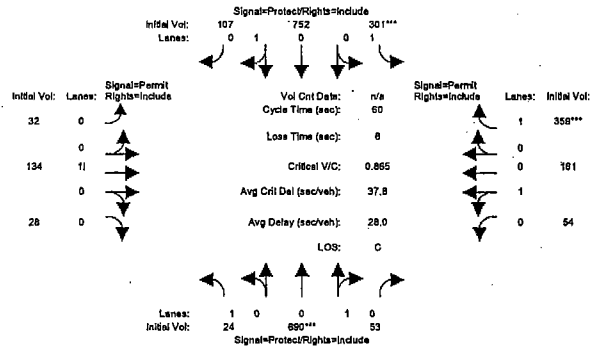 Signal=Protect/Rights=Include
Initial Vol: 107 752 301***
Lanes: 0 1 0 0 1
Signal=Permit
Rights=Include
Initial Vol: Lanes:
Vol Cnt Date: n/a
Cycle Time (sec): 60
Signal=Permit
Rights=Include
Lanes: Initial Vol:
32 0
1 358***
0
Loss Time (sec): 6
0
134 1!
Critical V/C: 0.865
0 181
0
Avg Crit Del (sec/veh): 37.8
1
28 0
Avg Delay (sec/veh): 28.0
0 54
LOS: C
Lanes: 1 0 0 1 0
Initial Vol: 24 690*** 53
Signal=Protect/Rights=Include